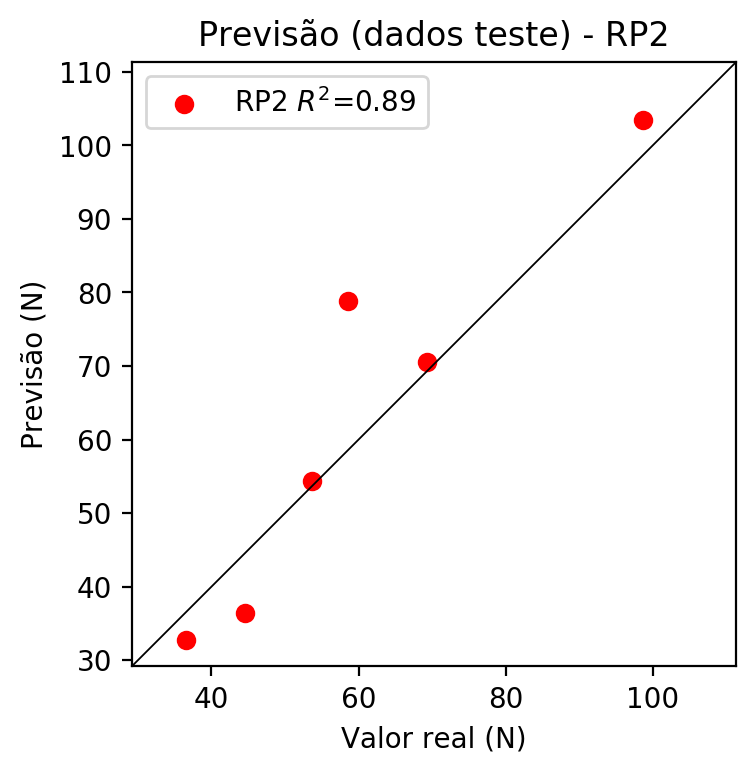 Previsão (dados teste) - RP2
RP2 R²=0.89
Previsão (N)
110
100
90
80
70
60
50
40
30
40 60 80 100
Valor real (N)